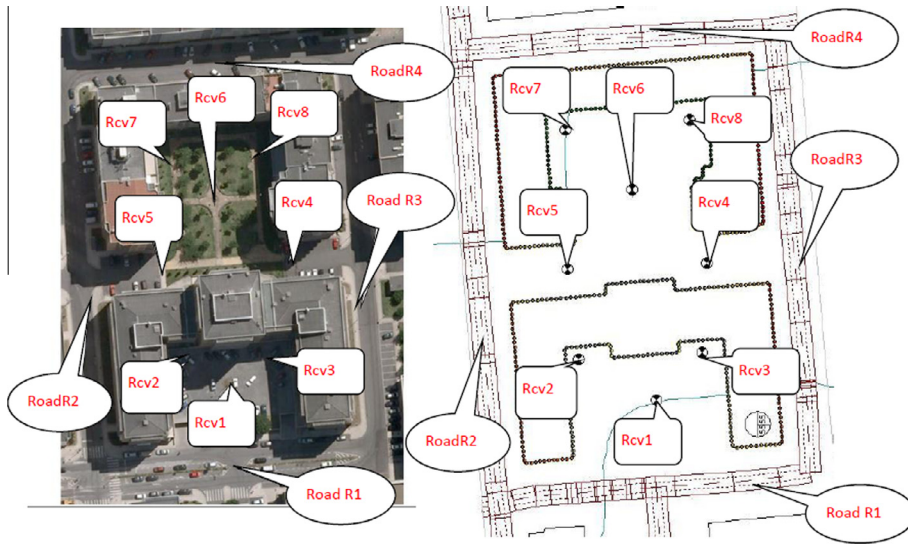 RoadR4
Rcv6
Rcv7
Rcv8
Rcv5
Rcv4
Road R3
Rcv2
Rcv3
Rcv1
RoadR2
Road R1
RoadR4
Rcv7
Rcv6
Rcv8
RoadR3
Rcv5
Rcv4
Rcv2
Rcv3
Rcv1
RoadR2
Road R1